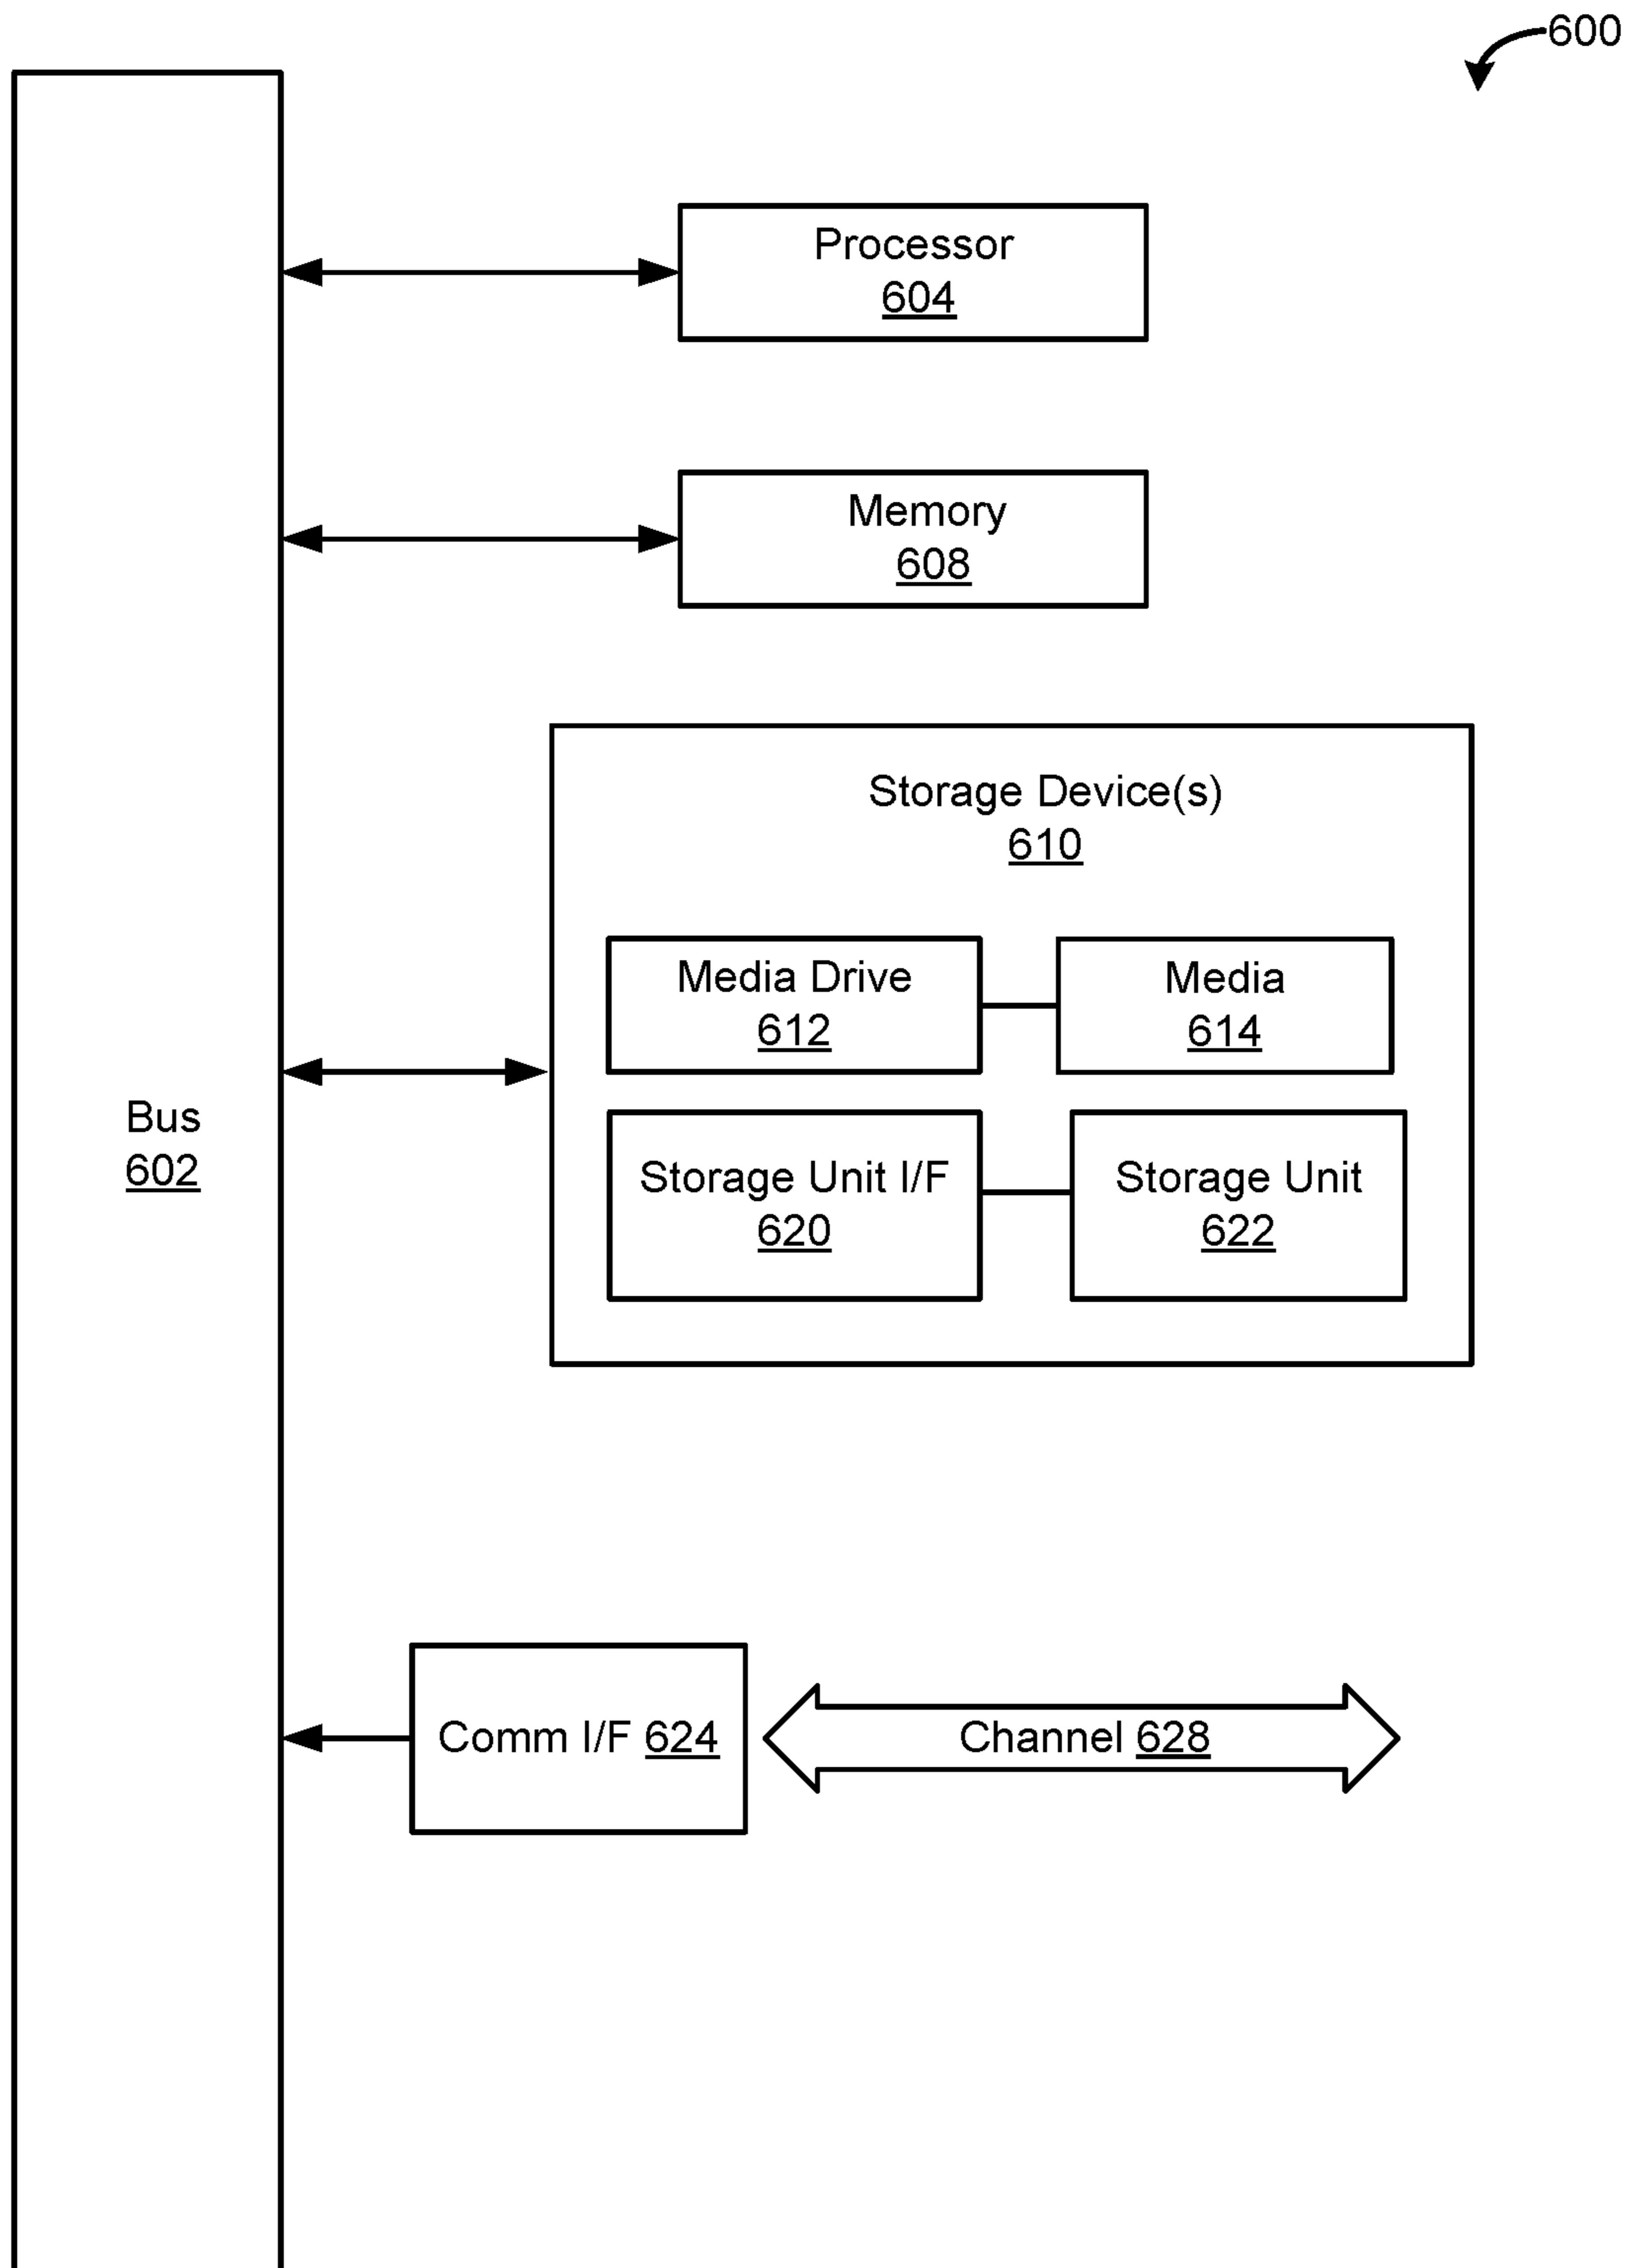 600
Processor
604
Memory
608
Storage Device(s)
610
Media Drive
612
Media
614
Bus
602
Storage Unit I/F
620
Storage Unit
622
Comm I/F 624
Channel 628